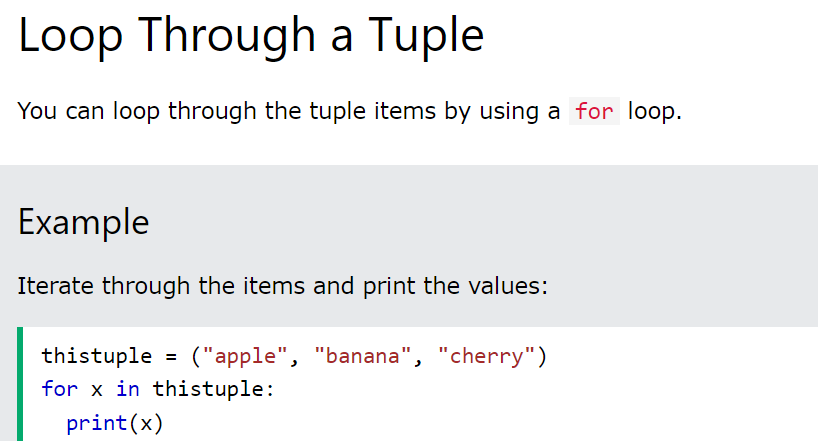 Loop Through a Tuple
You can loop through the tuple items by using a for loop.
Example
Iterate through the items and print the values:
thistuple = ("apple", "banana", "cherry")
for x in thistuple:
  print(x)